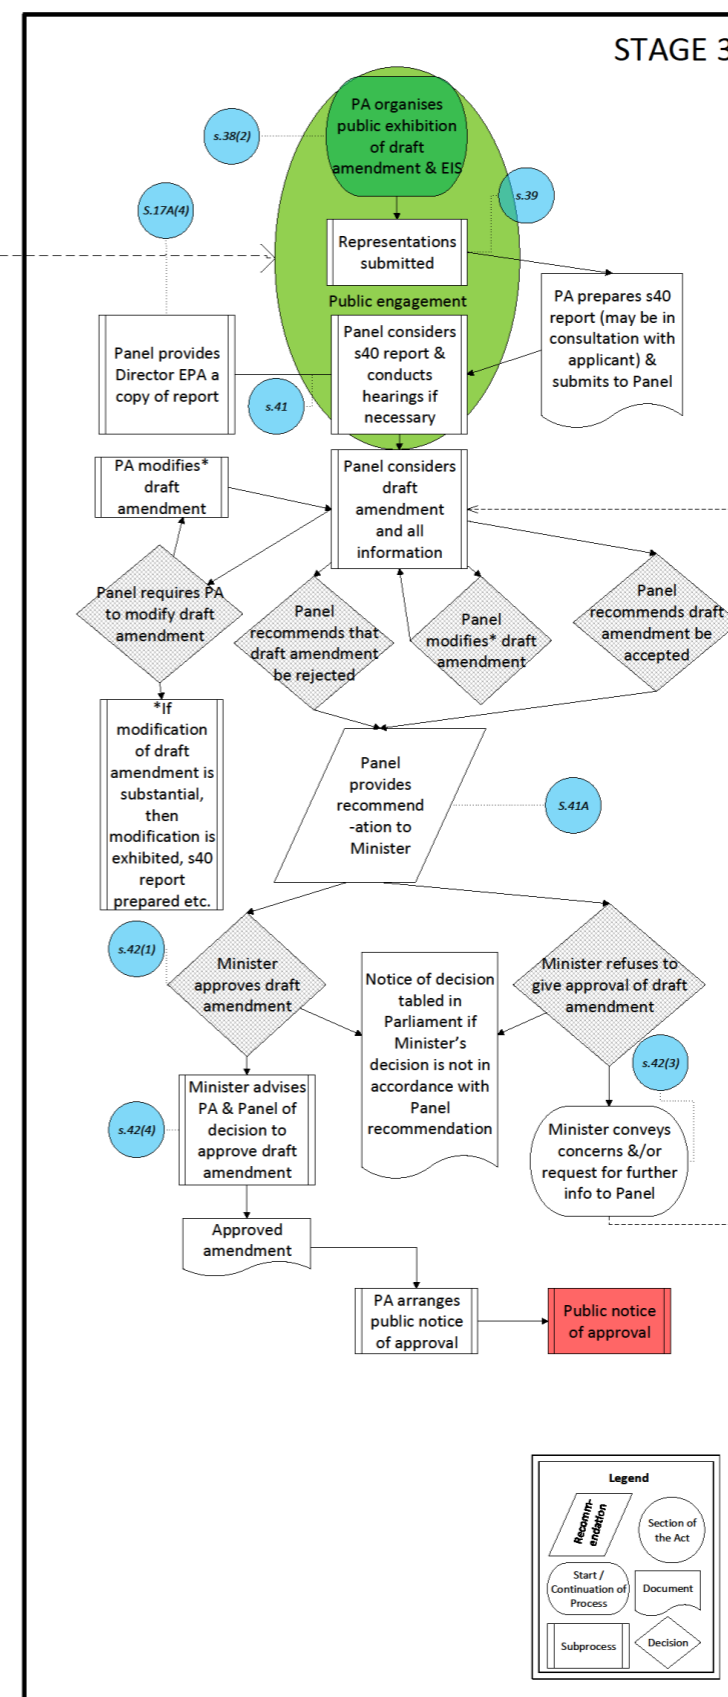 STAGE 3
PA organises
public exhibition
of draft
amendment & EIS
s.38(2)
s.39
S.17A(4)
Representations
submitted
Public engagement
PA prepares s40
report (may be in
consultation with
applicant) &
submits to Panel
Panel provides
Director EPA a
copy of report
Panel considers
s40 report &
conducts
hearings if
necessary
s.41
PA modifies*
draft
amendment
Panel considers
draft
amendment
and all
information
Panel requires PA
to modify draft
amendment
Panel
recommends that
draft amendment
be rejected
Panel
modifies* draft
amendment
Panel
recommends draft
amendment be
accepted
*If
modification
of draft
amendment is
substantial,
then
modification is
exhibited, s40
report
prepared etc.
Panel
provides
recommend
-ation to
Minister
S.41A
s.42(1)
Minister
approves draft
amendment
Notice of decision
tabled in
Parliament if
Minister’s
decision is not in
accordance with
Panel
recommendation
Minister refuses to
give approval of draft
amendment
s.42(3)
s.42(4)
Minister advises
PA & Panel of
decision to
approve draft
amendment
Minister conveys
concerns &/or
request for further
info to Panel
Approved
amendment
PA arranges
public notice
of approval
Public notice
of approval
Legend
Recomm-
endation
Section of
the Act
Start /
Continuation of
Process
Document
Subprocess
Decision